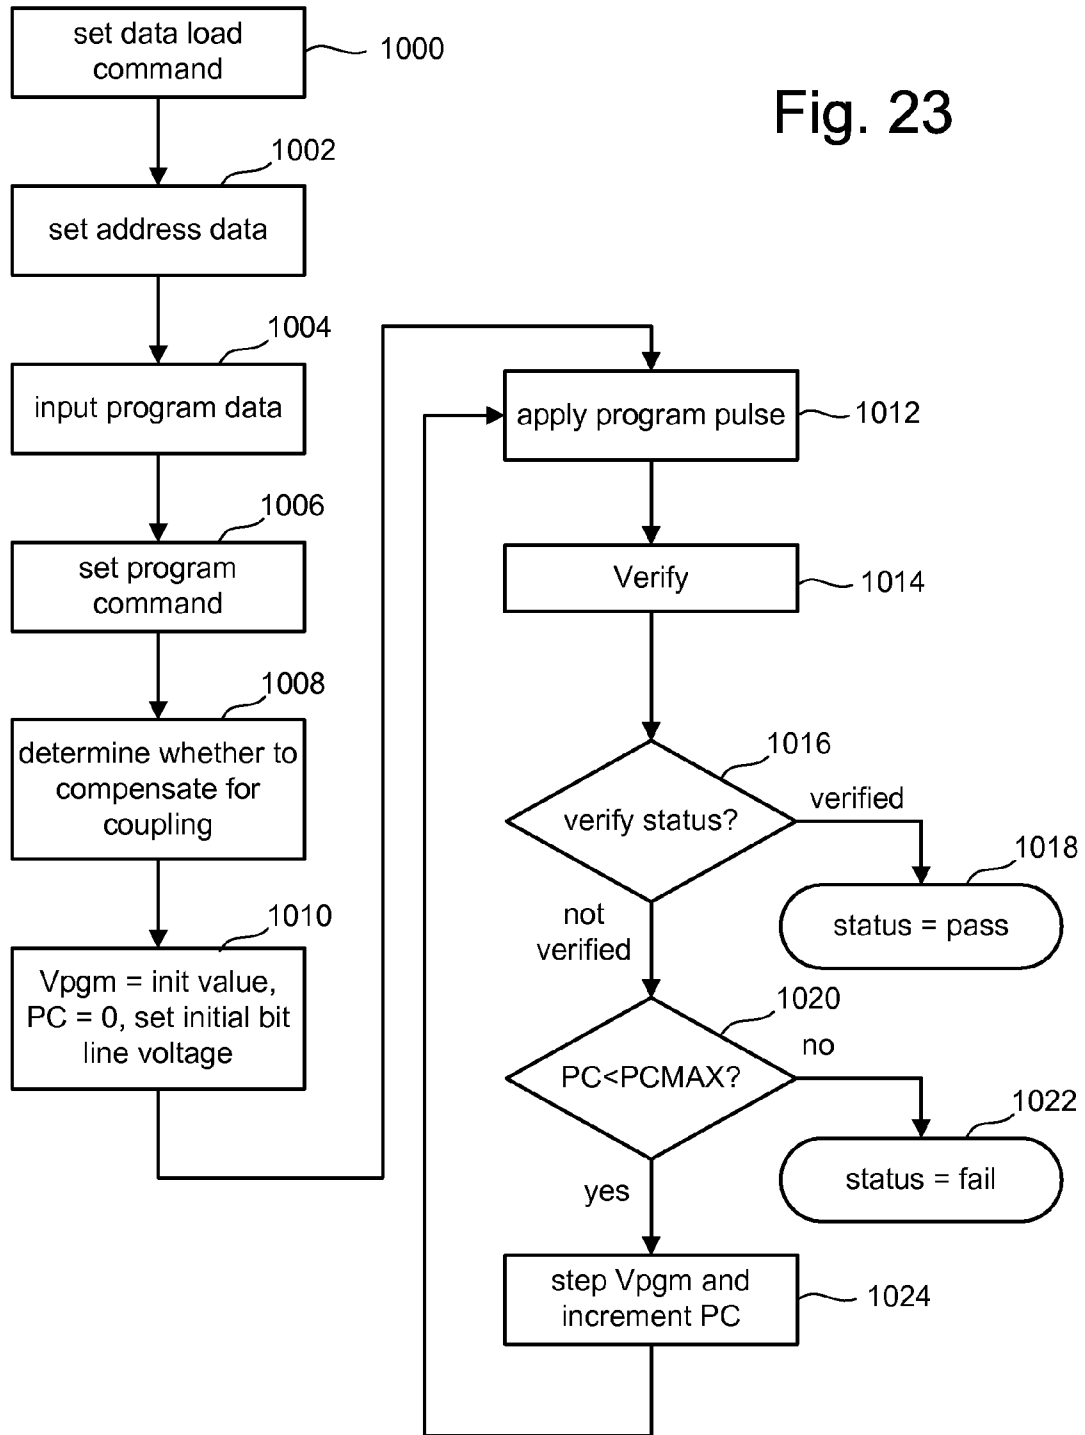 set data load
command
1000
Fig. 23
1002
set address data
1004
input program data
1006
set program
command
1008
determine whether to
compensate for
coupling
1010
Vpgm = init value,
PC = 0, set initial bit
line voltage
apply program pulse
1012
Verify
1014
1016
verify status?
verified
1018
status = pass
not
verified
1020
PC<PCMAX?
no
1022
status = fail
yes
step Vpgm and
increment PC
1024